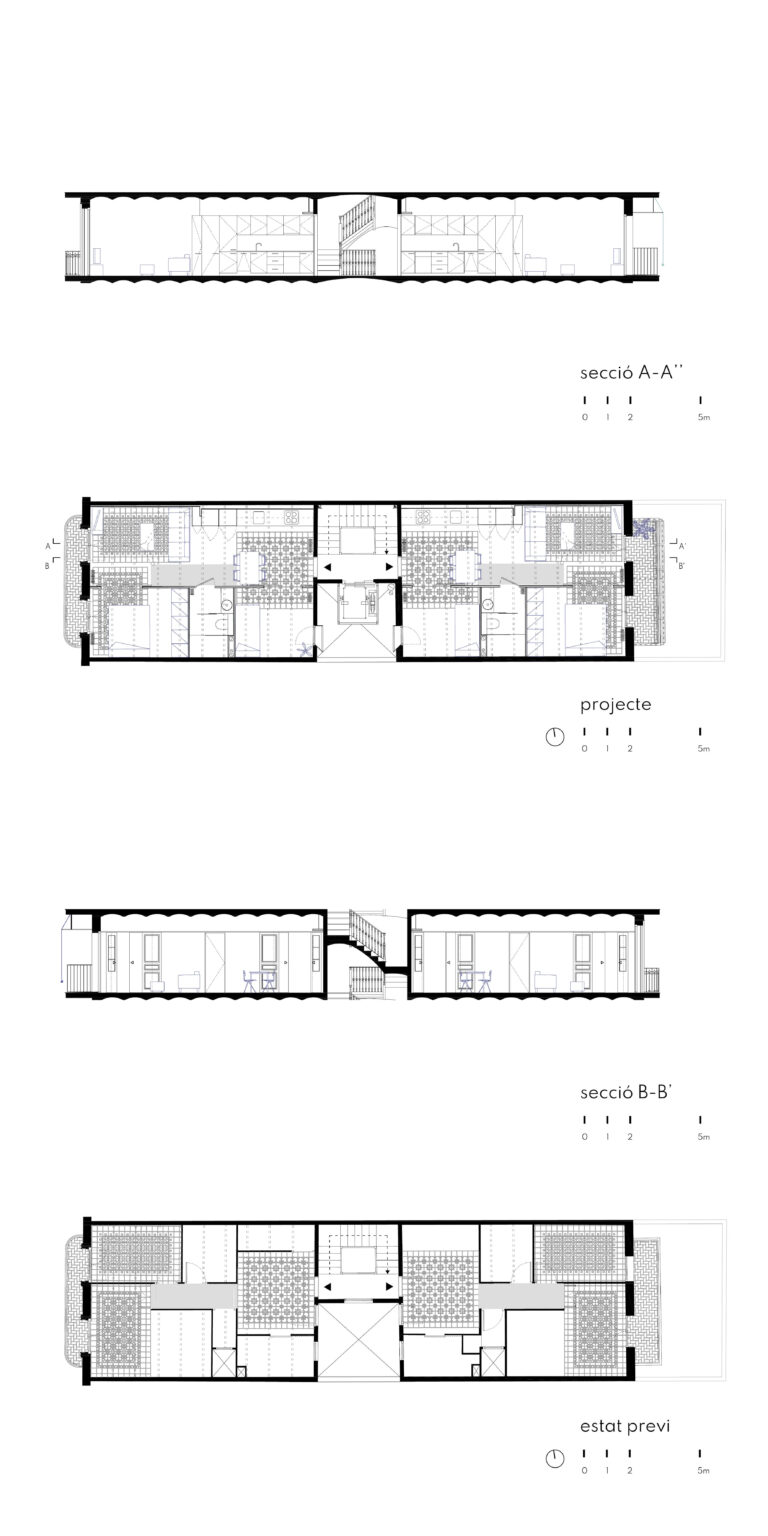 secció A-A''
0 1 2 5m
A A'
B B'
projecte
0 1 2 5m
secció B-B'
0 1 2 5m
estat previ
0 1 2 5m